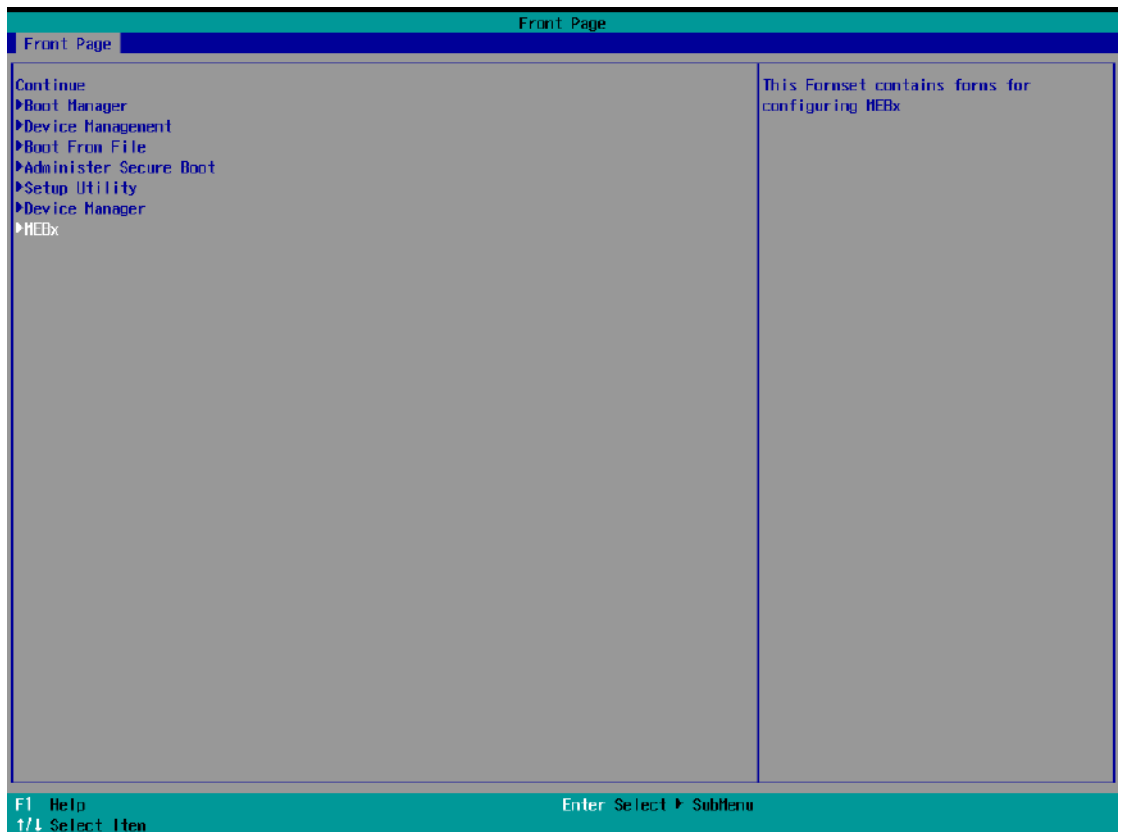 Front Page
Front Page
Continue
▶Boot Manager
▶Device Management
▶Boot From File
▶Administer Secure Boot
▶Setup Utility
▶Device Manager
▶MEBx
This Formset contains forms for
configuring MEBx
F1 Help
↑/↓ Select Item
Enter Select ▶ SubMenu